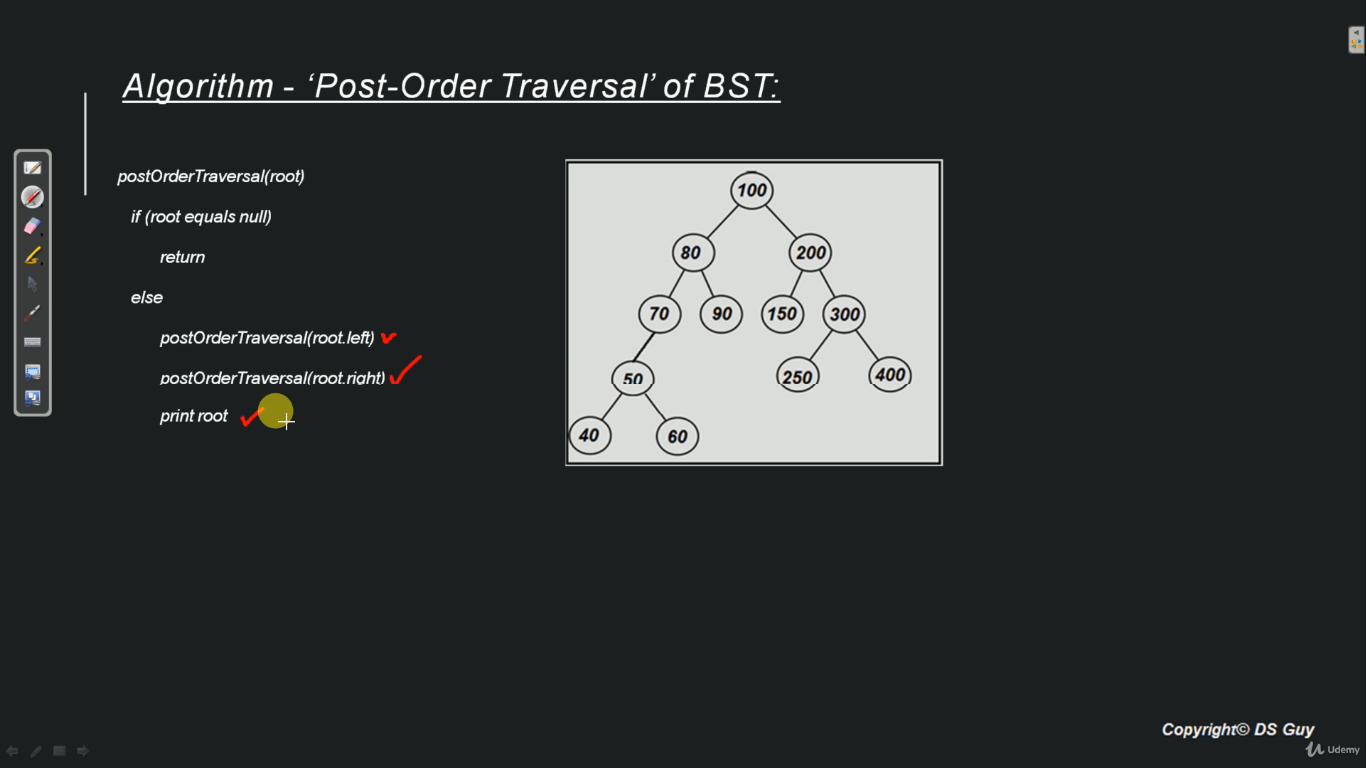 Algorithm - ‘Post-Order Traversal’ of BST:
postOrderTraversal(root)
if (root equals null)
return
else
postOrderTraversal(root.left)
postOrderTraversal(root.right)
print root
100
80
200
70
90
150
300
50
250
400
40
60
Copyright© DS Guy
Udemy